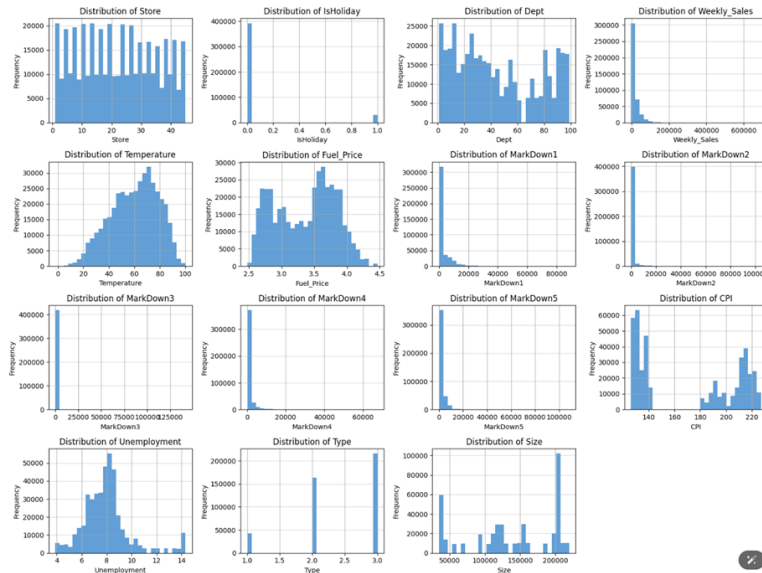 Distribution of Store
Frequency
20000
15000
10000
5000
0
0 10 20 30 40
Store
Distribution of IsHoliday
Frequency
400000
300000
200000
100000
0
0.0 0.2 0.4 0.6 0.8 1.0
IsHoliday
Distribution of Dept
Frequency
25000
20000
15000
10000
5000
0
0 20 40 60 80 100
Dept
Distribution of Weekly_Sales
Frequency
300000
250000
200000
150000
100000
50000
0
0 200000 400000 600000
Weekly_Sales
Distribution of Temperature
Frequency
30000
25000
20000
15000
10000
5000
0
0 20 40 60 80 100
Temperature
Distribution of Fuel_Price
Frequency
30000
25000
20000
15000
10000
5000
0
2.5 3.0 3.5 4.0 4.5
Fuel_Price
Distribution of MarkDown1
Frequency
300000
250000
200000
150000
100000
50000
0
0 20000 40000 60000 80000
MarkDown1
Distribution of MarkDown2
Frequency
400000
300000
200000
100000
0
0 20000 40000 60000 80000
MarkDown2
Distribution of MarkDown3
Frequency
400000
300000
200000
100000
0
0 25000 50000 75000 100000 125000
MarkDown3
Distribution of MarkDown4
Frequency
300000
200000
100000
0
0 20000 40000 60000
MarkDown4
Distribution of MarkDown5
Frequency
300000
200000
100000
0
0 20000 40000 60000 80000 100000
MarkDown5
Distribution of CPI
Frequency
60000
50000
40000
30000
20000
10000
0
140 160 180 200 220
CPI
Distribution of Unemployment
Frequency
50000
40000
30000
20000
10000
0
4 6 8 10 12 14
Unemployment
Distribution of Type
Frequency
200000
150000
100000
50000
0
1.0 1.5 2.0 2.5 3.0
Type
Distribution of Size
Frequency
100000
80000
60000
40000
20000
0
50000 100000 150000 200000
Size